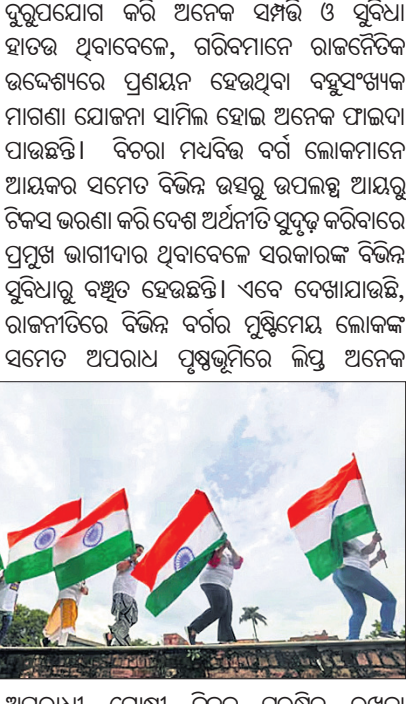 ଦୁରୁପଯୋଗ କରି ଅନେକ ସମ୍ପତ୍ତି ଓ ସୁବିଧା
ହାତଉ ଥିବାବେଳେ, ଗରିବମାନେ ରାଜନୈତିକ
ଉଦ୍ଦେଶ୍ୟରେ ପ୍ରଣୟନ ହେଉଥିବା ବହୁସଂଖ୍ୟକ
ମାଗଣା ଯୋଜନା ସାମିଲ ହୋଇ ଅନେକ ଫାଇଦା
ପାଉଛନ୍ତି। ବିଚରା ମଧ୍ୟବିତ୍ତ ବର୍ଗ ଲୋକମାନେ
ଆୟକର ସମେତ ବିଭିନ୍ନ ଉତ୍ସରୁ ଉପଲବ୍ଧ ଆୟରୁ
ଟିକସ ଭରଣା କରି ଦେଶ ଅର୍ଥନୀତି ସୁଦୃଢ଼ କରିବାରେ
ପ୍ରମୁଖ ଭାଗୀଦାର ଥିବାବେଳେ ସରକାରଙ୍କ ବିଭିନ୍ନ
ସୁବିଧାରୁ ବଞ୍ଚିତ ହେଉଛନ୍ତି। ଏବେ ଦେଖାଯାଉଛି,
ରାଜନୀତିରେ ବିଭିନ୍ନ ବର୍ଗର ମୁଷ୍ଟିମେୟ ଲୋକଙ୍କ
ସମେତ ଅପରାଧ ପୃଷ୍ଠଭୂମିରେ ଲିପ୍ତ ଅନେକ